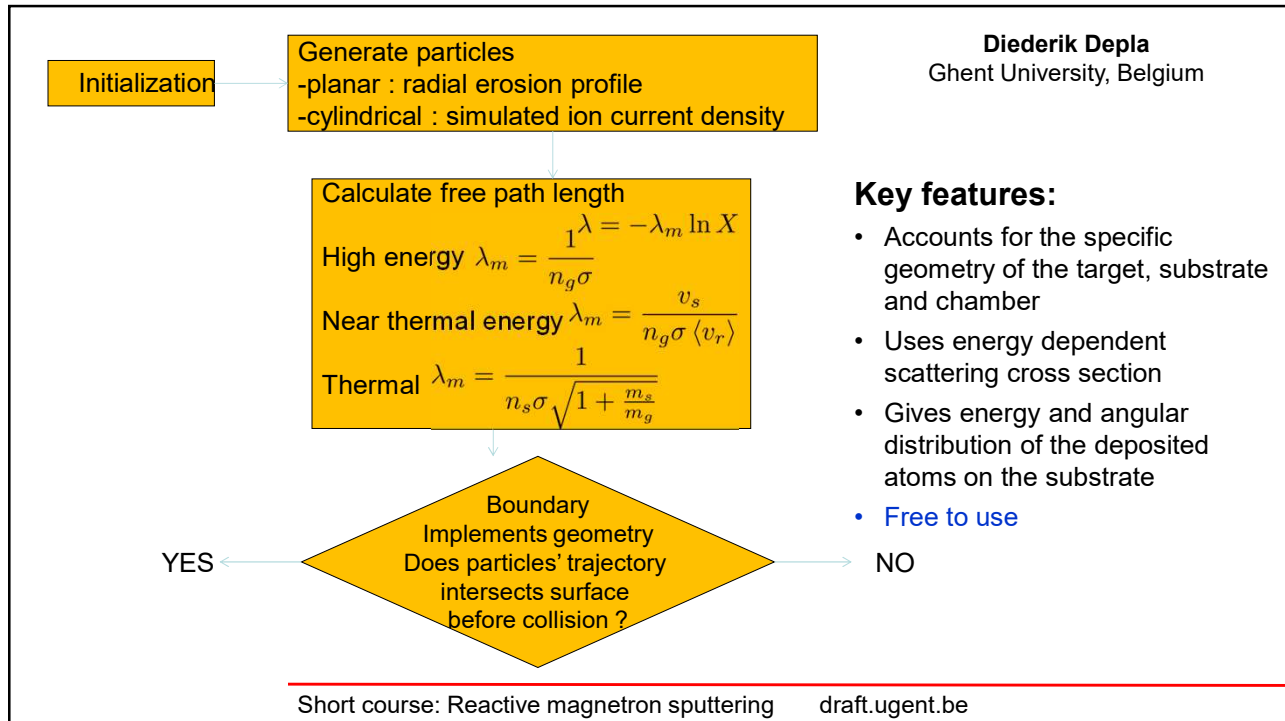 Initialization
Generate particles
-planar : radial erosion profile
-cylindrical : simulated ion current density
Diederik Depla
Ghent University, Belgium
Calculate free path length
λ = −λ_m ln X
High energy λ_m = 1 / (n_g σ)
Near thermal energy λ_m = v_s / (n_g σ ⟨v_r⟩)
Thermal λ_m = 1 / (n_s σ √(1 + m_s/m_g))
Key features:
• Accounts for the specific
geometry of the target, substrate
and chamber
• Uses energy dependent
scattering cross section
• Gives energy and angular
distribution of the deposited
atoms on the substrate
• Free to use
Boundary
Implements geometry
Does particles’ trajectory
intersects surface
before collision ?
YES
NO
Short course: Reactive magnetron sputtering draft.ugent.be